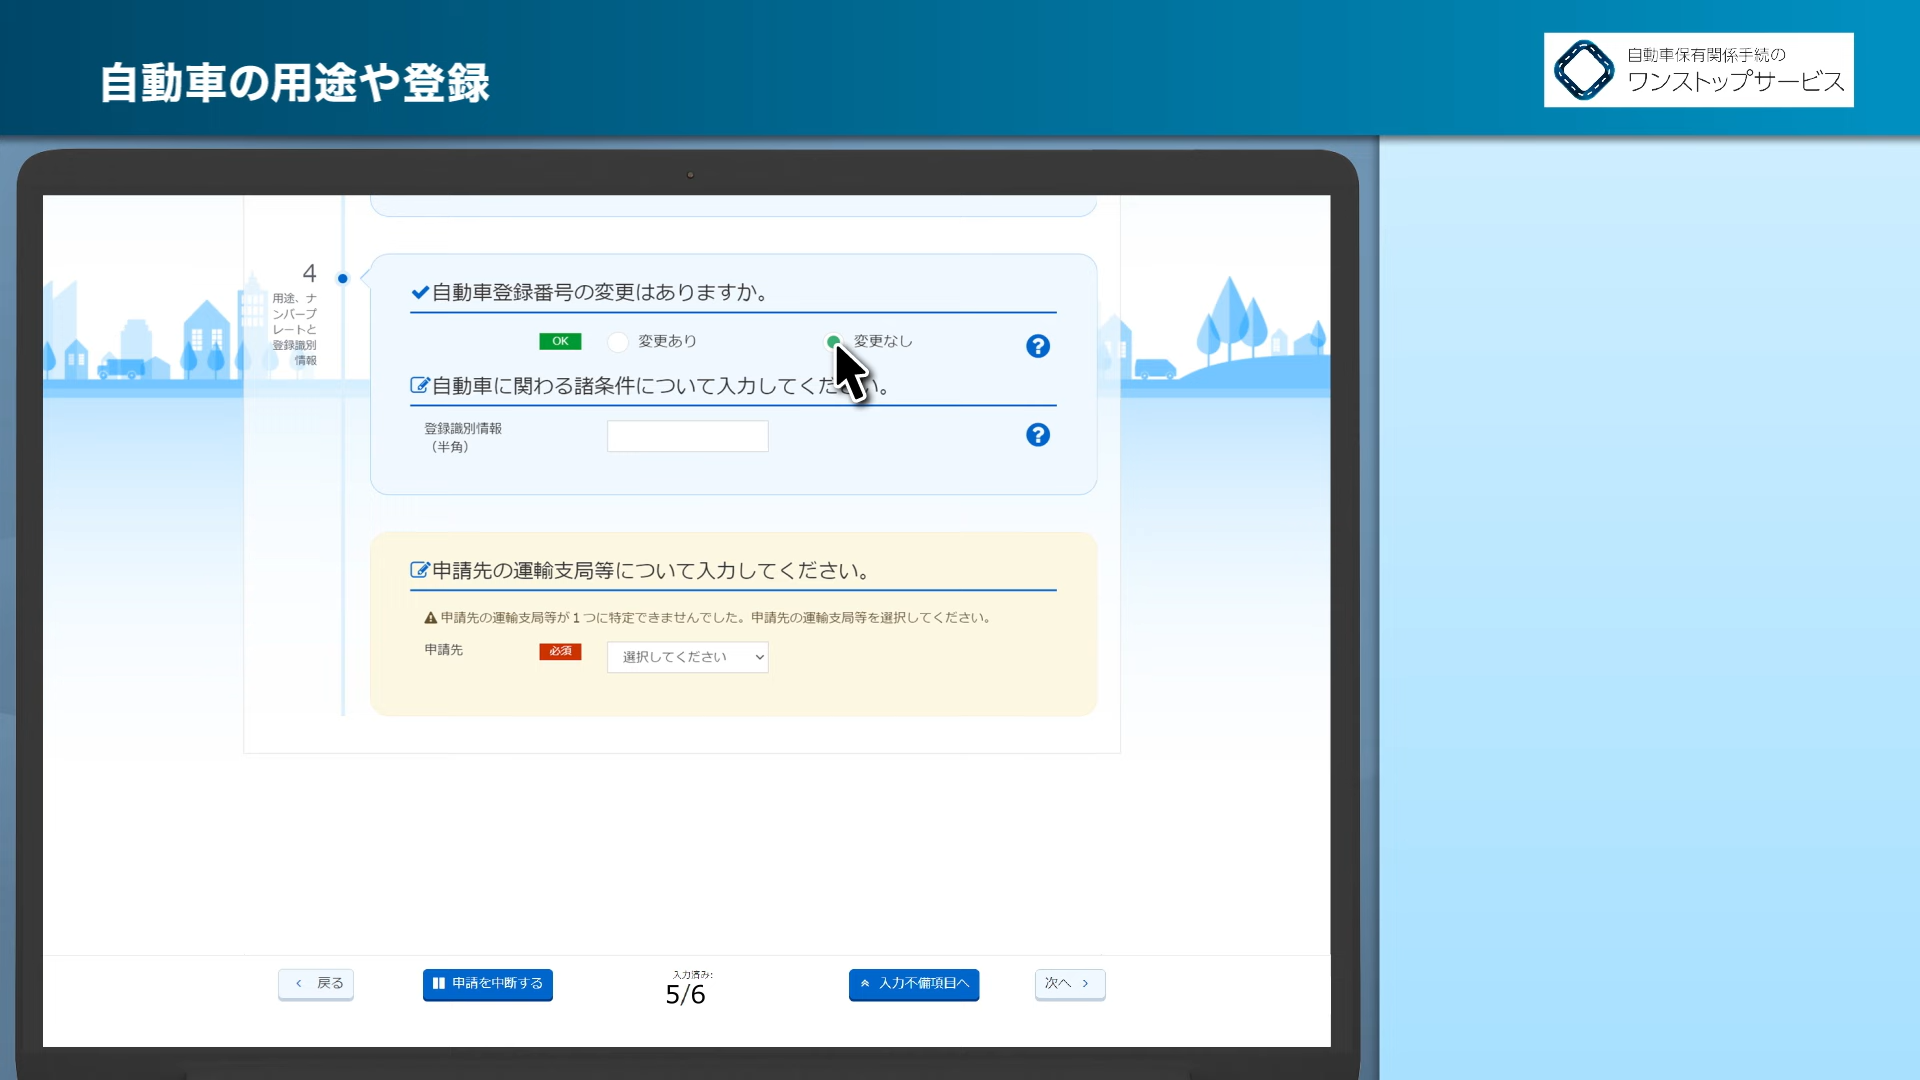 自動車の用途や登録
自動車保有関係手続の
ワンストップサービス
4
用途、ナ
ンバープ
レートと
登録識別
情報
自動車登録番号の変更はありますか。
OK
変更あり
変更なし
?
自動車に関わる諸条件について入力してくだ い。
登録識別情報
（半角）
?
申請先の運輸支局等について入力してください。
申請先の運輸支局等が１つに特定できませんでした。申請先の運輸支局等を選択してください。
申請先
必須
選択してください
戻る
申請を中断する
入力済み:
5/6
入力不備項目へ
次へ